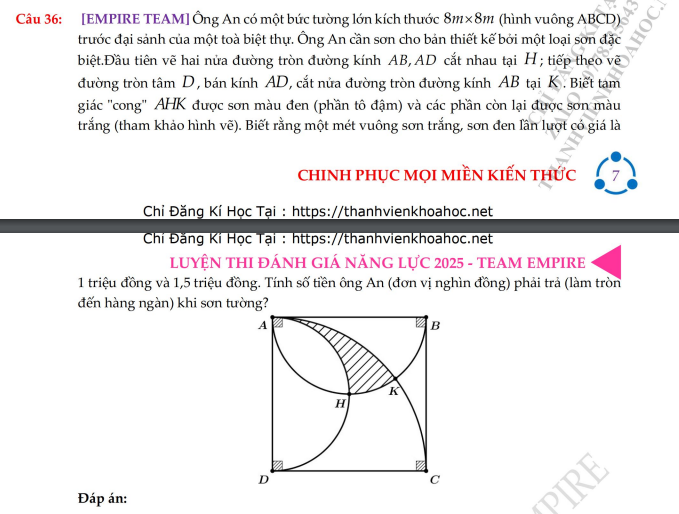 Câu 36: [EMPIRE TEAM] Ông An có một bức tường lớn kích thước 8m×8m (hình vuông ABCD)
trước đại sảnh của một toà biệt thự. Ông An cần sơn cho bản thiết kế bởi một loại sơn đặc
biệt.Đầu tiên vẽ hai nửa đường tròn đường kính AB, AD cắt nhau tại H; tiếp theo vẽ
đường tròn tâm D, bán kính AD, cắt nửa đường tròn đường kính AB tại K. Biết tam
giác "cong" AHK được sơn màu đen (phần tô đậm) và các phần còn lại được sơn màu
trắng (tham khảo hình vẽ). Biết rằng một mét vuông sơn trắng, sơn đen lần lượt có giá là
CHINH PHỤC MỌI MIỀN KIẾN THỨC 7
Chỉ Đăng Kí Học Tại : https://thanhvienkhoahoc.net
Chỉ Đăng Kí Học Tại : https://thanhvienkhoahoc.net
LUYỆN THI ĐÁNH GIÁ NĂNG LỰC 2025 - TEAM EMPIRE
1 triệu đồng và 1,5 triệu đồng. Tính số tiền ông An (đơn vị nghìn đồng) phải trả (làm tròn
đến hàng ngàn) khi sơn tường?
A B
K
H
D C
Đáp án: